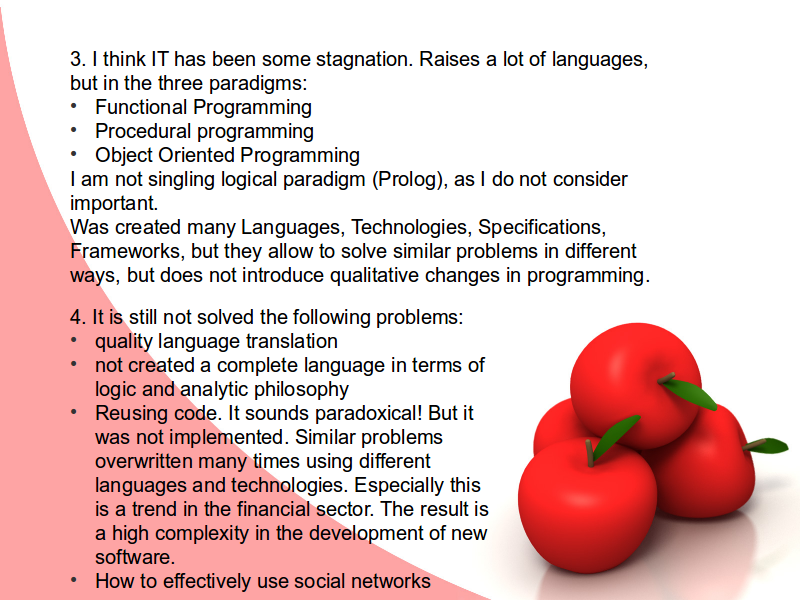 3. I think IT has been some stagnation. Raises a lot of languages,
but in the three paradigms:
• Functional Programming
• Procedural programming
• Object Oriented Programming
I am not singling logical paradigm (Prolog), as I do not consider
important.
Was created many Languages, Technologies, Specifications,
Frameworks, but they allow to solve similar problems in different
ways, but does not introduce qualitative changes in programming.
4. It is still not solved the following problems:
• quality language translation
• not created a complete language in terms of
logic and analytic philosophy
• Reusing code. It sounds paradoxical! But it
was not implemented. Similar problems
overwritten many times using different
languages and technologies. Especially this
is a trend in the financial sector. The result is
a high complexity in the development of new
software.
• How to effectively use social networks